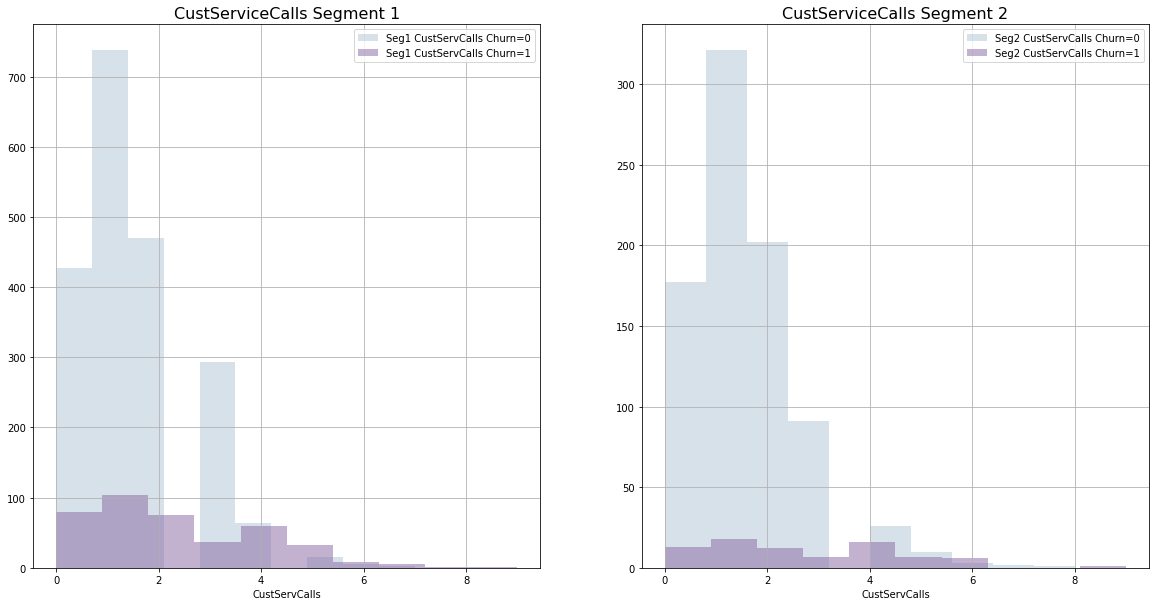 CustServiceCalls Segment 1
Seg1 CustServCalls Churn=0
Seg1 CustServCalls Churn=1
700
600
500
400
300
200
100
0
0 2 4 6 8
CustServCalls
CustServiceCalls Segment 2
Seg2 CustServCalls Churn=0
Seg2 CustServCalls Churn=1
300
250
200
150
100
50
0
0 2 4 6 8
CustServCalls